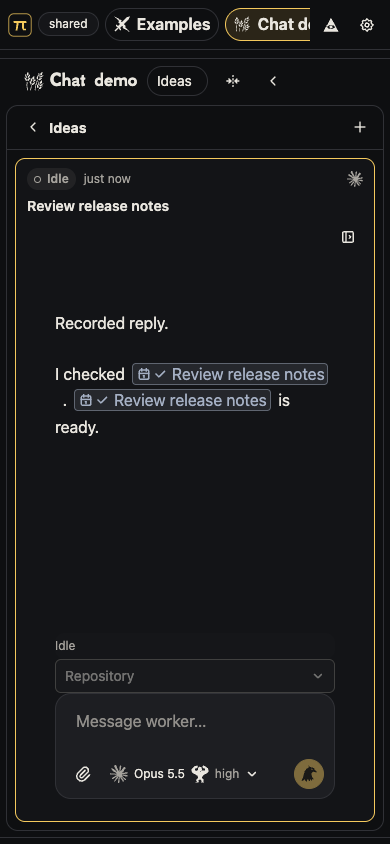 π shared Examples Chat de
Chat demo Ideas
Ideas
Idle just now
Review release notes
Recorded reply.
I checked Review release notes
. Review release notes is
ready.
Idle
Repository
Message worker...
Opus 5.5 high